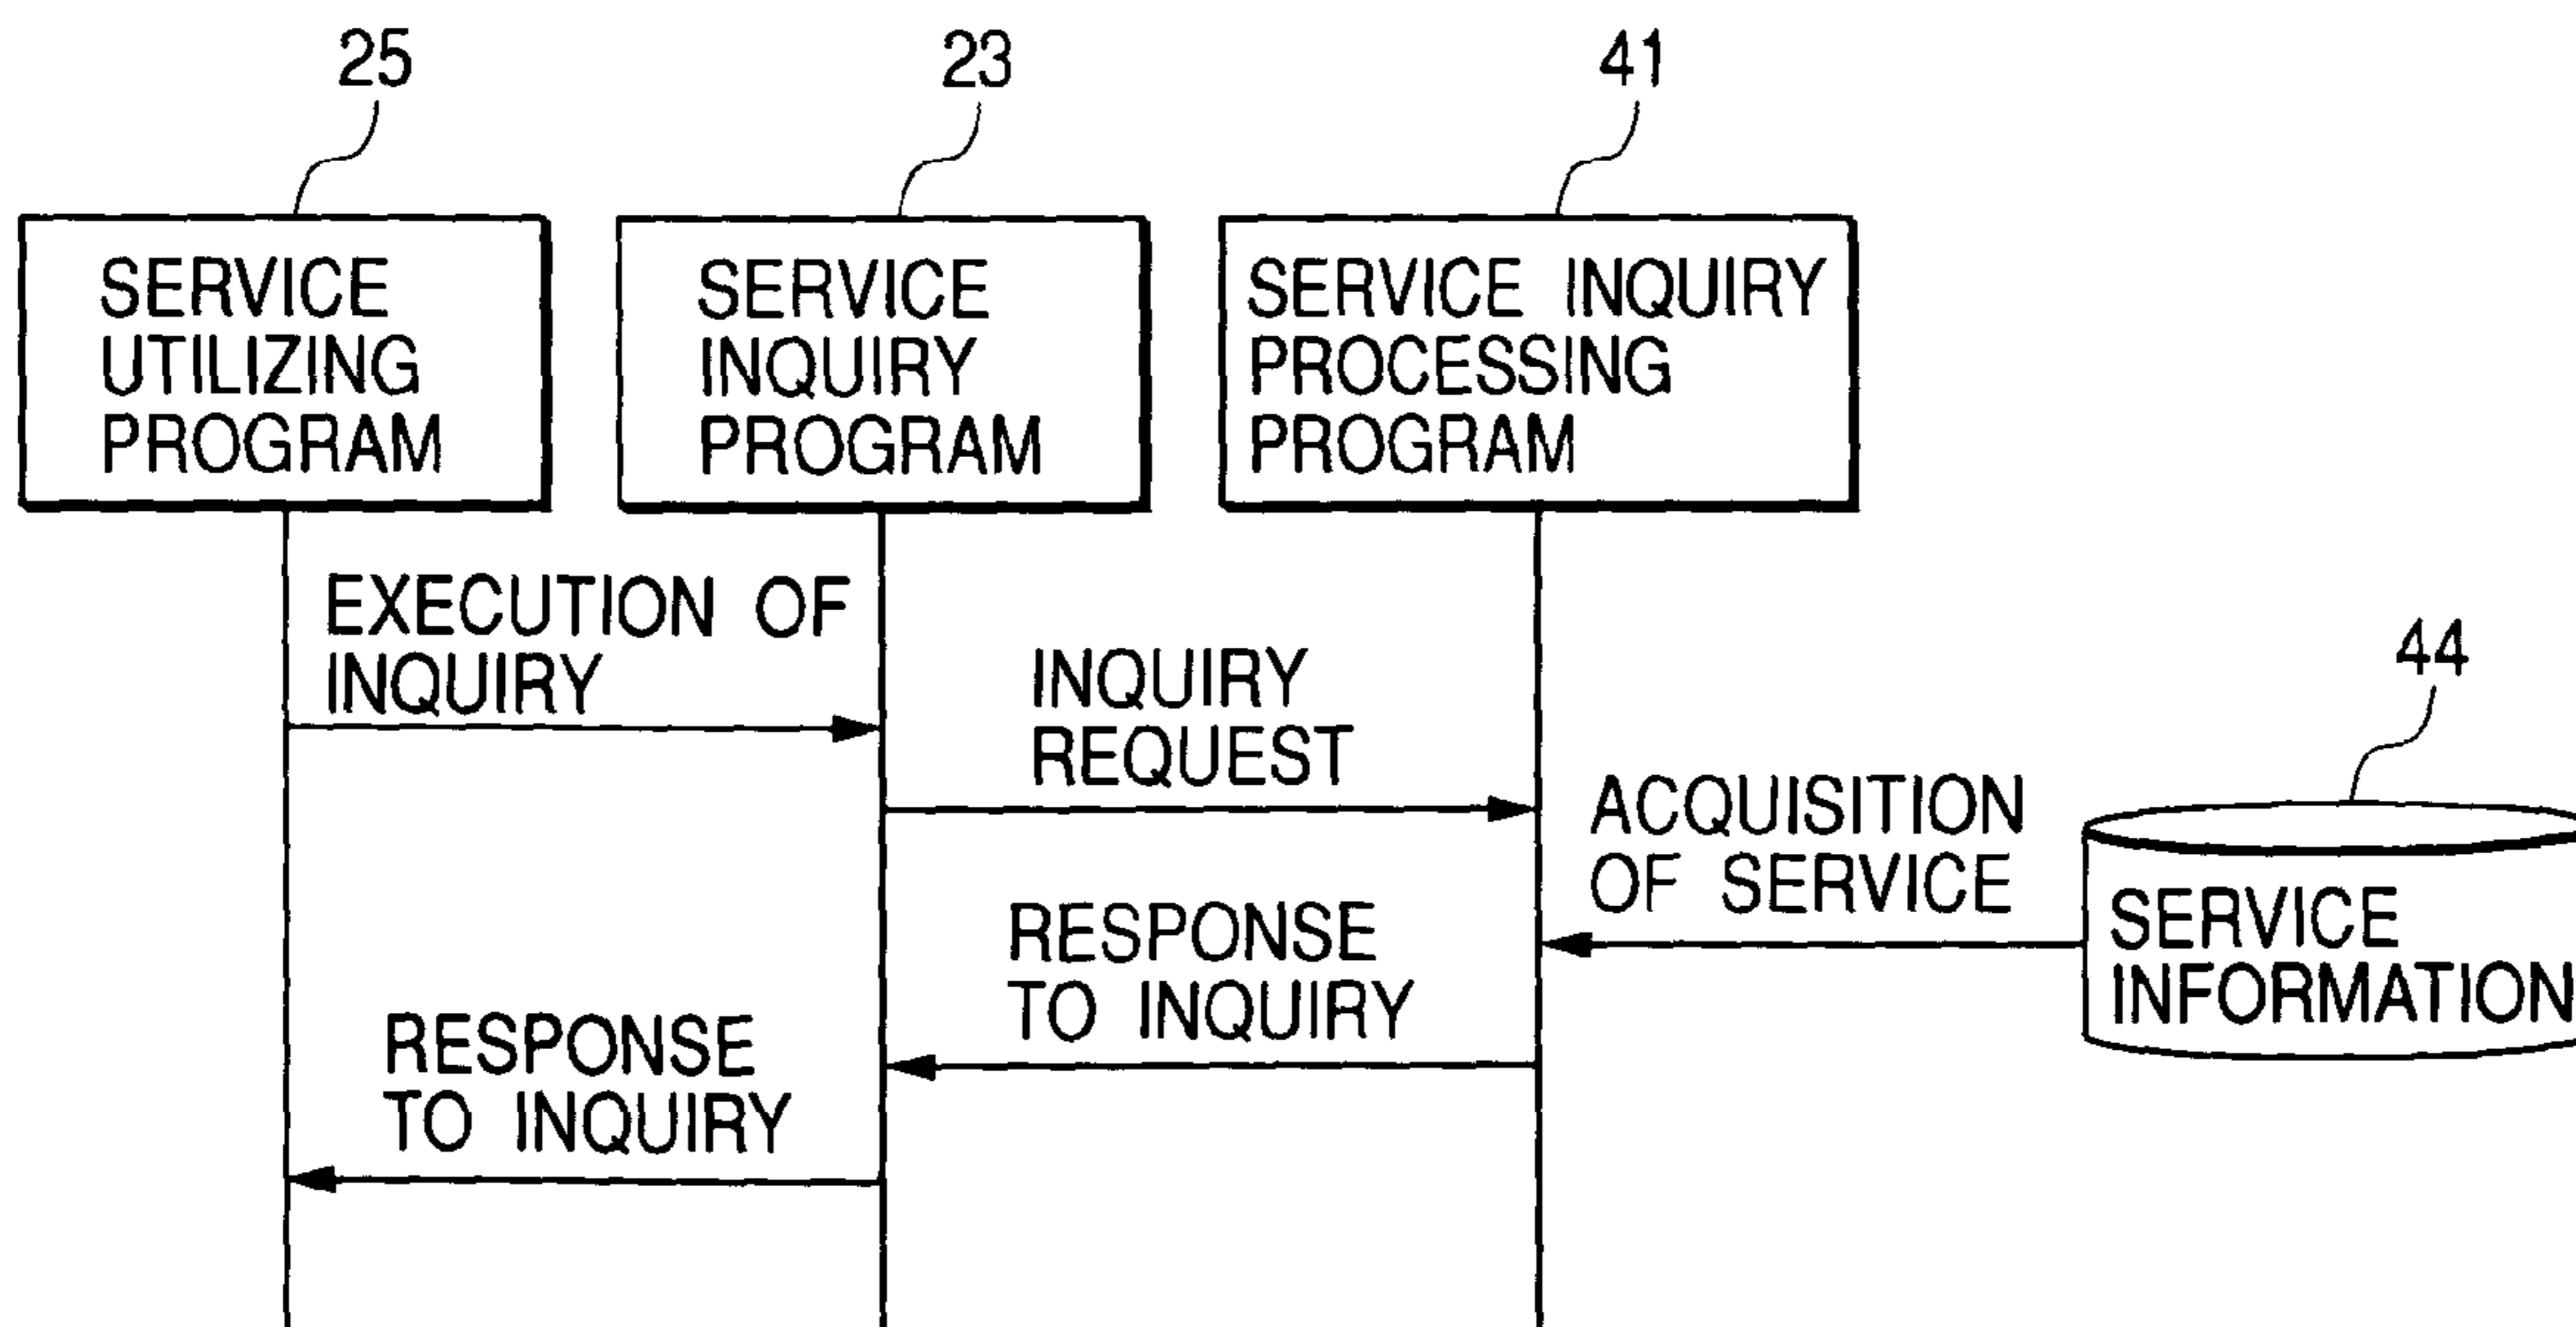 25
23
41
SERVICE
UTILIZING
PROGRAM
SERVICE
INQUIRY
PROGRAM
SERVICE INQUIRY
PROCESSING
PROGRAM
EXECUTION OF
INQUIRY
INQUIRY
REQUEST
44
ACQUISITION
OF SERVICE
SERVICE
INFORMATION
RESPONSE
TO INQUIRY
RESPONSE
TO INQUIRY